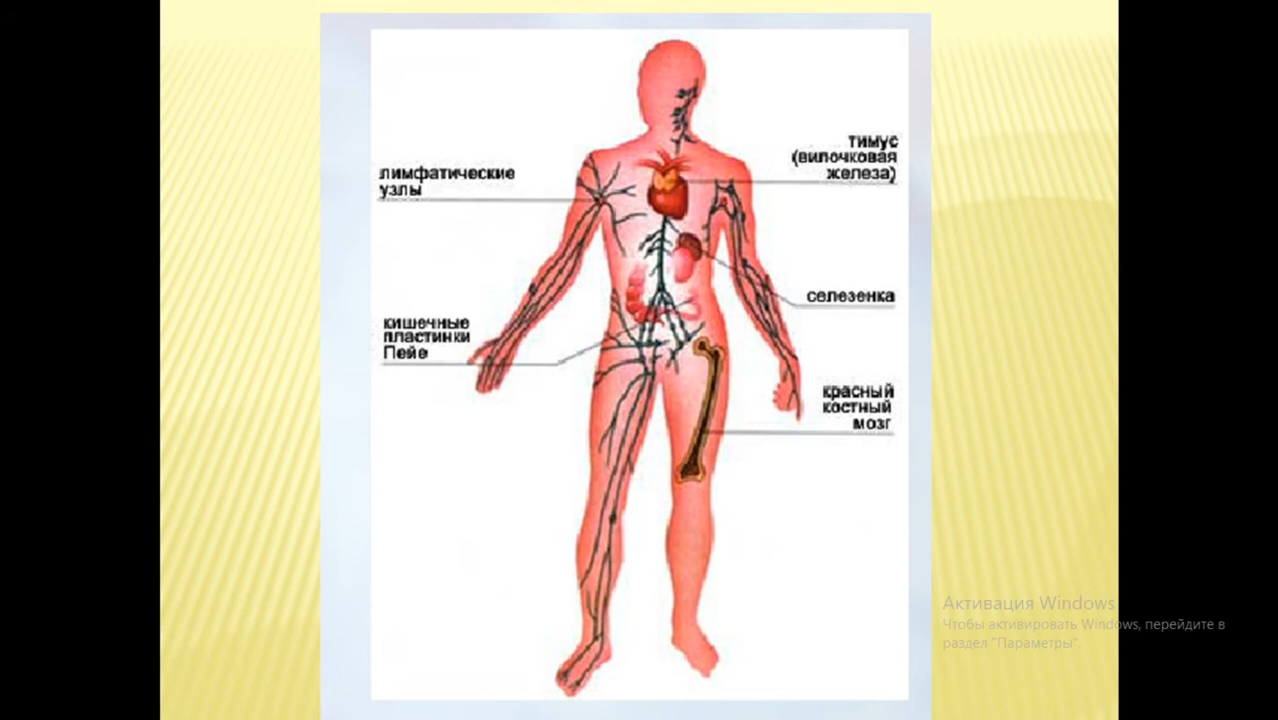 лимфатические
узлы
кишечные
пластинки
Пейе
тимус
(вилочковая
железа)
селезенка
красный
костный
мозг
Активация Windows
Чтобы активировать Windows, перейдите в
раздел "Параметры".